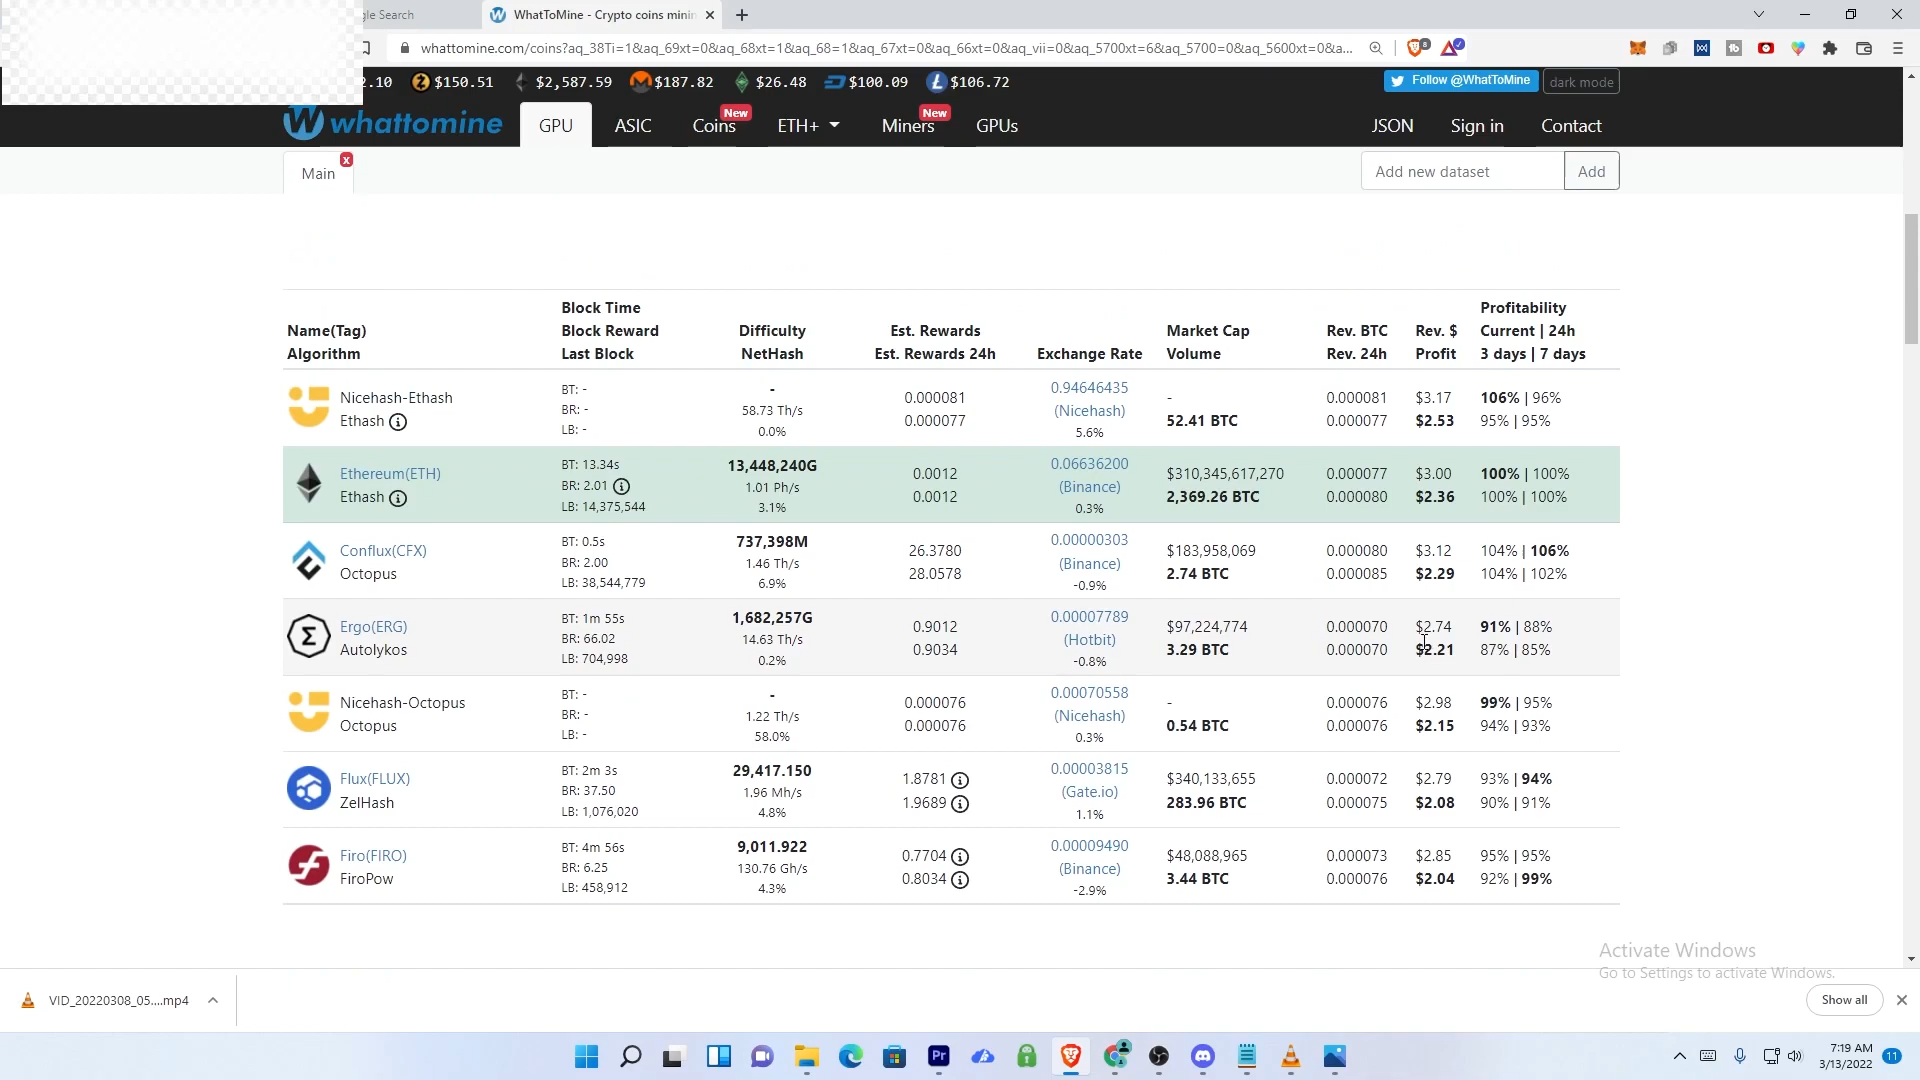 gle Search
WhatToMine - Crypto coins minin
whattomine.com/coins?aq_38Ti=1&aq_69xt=0&aq_68xt=1&aq_68=1&aq_67xt=0&aq_66xt=0&aq_vii=0&aq_5700xt=6&aq_5700=0&aq_5600xt=0&a...
8
2.10 $150.51 $2,587.59 $187.82 $26.48 $100.09 $106.72
Follow @WhatToMine dark mode
whattomine GPU ASIC Coins New ETH+ Miners New GPUs JSON Sign in Contact
Main x
Add new dataset Add
Name(Tag)
Algorithm
Block Time
Block Reward
Last Block
Difficulty
NetHash
Est. Rewards
Est. Rewards 24h
Exchange Rate
Market Cap
Volume
Rev. BTC
Rev. 24h
Rev. $
Profit
Profitability
Current | 24h
3 days | 7 days
Nicehash-Ethash
Ethash
BT: -
BR: -
LB: -
-
58.73 Th/s
0.0%
0.000081
0.000077
0.94646435
(Nicehash)
5.6%
-
52.41 BTC
0.000081
0.000077
$3.17
$2.53
106% | 96%
95% | 95%
Ethereum(ETH)
Ethash
BT: 13.34s
BR: 2.01
LB: 14,375,544
13,448,240G
1.01 Ph/s
3.1%
0.0012
0.0012
0.06636200
(Binance)
0.3%
$310,345,617,270
2,369.26 BTC
0.000077
0.000080
$3.00
$2.36
100% | 100%
100% | 100%
Conflux(CFX)
Octopus
BT: 0.5s
BR: 2.00
LB: 38,544,779
737,398M
1.46 Th/s
6.9%
26.3780
28.0578
0.00000303
(Binance)
-0.9%
$183,958,069
2.74 BTC
0.000080
0.000085
$3.12
$2.29
104% | 106%
104% | 102%
Ergo(ERG)
Autolykos
BT: 1m 55s
BR: 66.02
LB: 704,998
1,682,257G
14.63 Th/s
0.2%
0.9012
0.9034
0.00007789
(Hotbit)
-0.8%
$97,224,774
3.29 BTC
0.000070
0.000070
$2.74
$2.21
91% | 88%
87% | 85%
Nicehash-Octopus
Octopus
BT: -
BR: -
LB: -
-
1.22 Th/s
58.0%
0.000076
0.000076
0.00070558
(Nicehash)
0.3%
-
0.54 BTC
0.000076
0.000076
$2.98
$2.15
99% | 95%
94% | 93%
Flux(FLUX)
ZelHash
BT: 2m 3s
BR: 37.50
LB: 1,076,020
29,417.150
1.96 Mh/s
4.8%
1.8781
1.9689
0.00003815
(Gate.io)
1.1%
$340,133,655
283.96 BTC
0.000072
0.000075
$2.79
$2.08
93% | 94%
90% | 91%
Firo(FIRO)
FiroPow
BT: 4m 56s
BR: 6.25
LB: 458,912
9,011.922
130.76 Gh/s
4.3%
0.7704
0.8034
0.00009490
(Binance)
-2.9%
$48,088,965
3.44 BTC
0.000073
0.000076
$2.85
$2.04
95% | 95%
92% | 99%
Activate Windows
Go to Settings to activate Windows.
VID_20220308_05....mp4
Show all
Pr
7:19 AM
3/13/2022
11